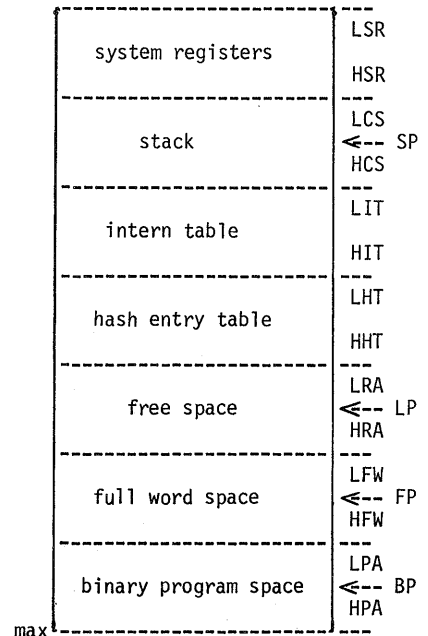 LSR
system registers
HSR
LCS
stack
SP
HCS
LIT
intern table
HIT
LHT
hash entry table
HHT
LRA
free space
LP
HRA
LFW
full word space
FP
HFW
LPA
binary program space
BP
HPA
max